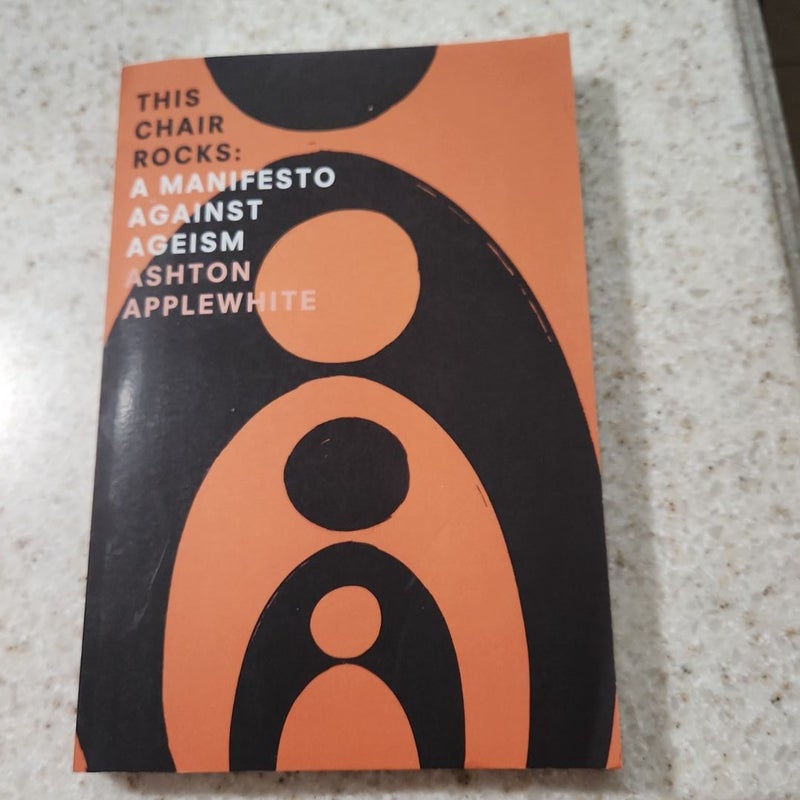 THIS
CHAIR
ROCKS:
A MANIFESTO
AGAINST
AGEISM
ASHTON
APPLEWHITE